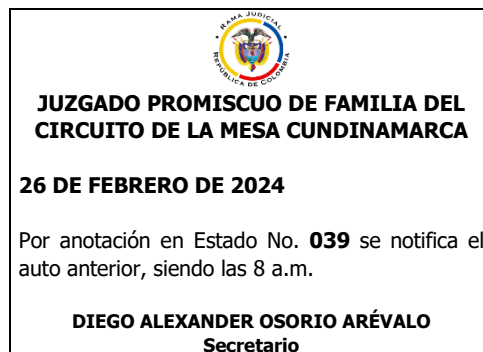 RAMA JUDICIAL
REPÚBLICA DE COLOMBIA
JUZGADO PROMISCUO DE FAMILIA DEL
CIRCUITO DE LA MESA CUNDINAMARCA
26 DE FEBRERO DE 2024
Por anotación en Estado No. 039 se notifica el
auto anterior, siendo las 8 a.m.
DIEGO ALEXANDER OSORIO ARÉVALO
Secretario